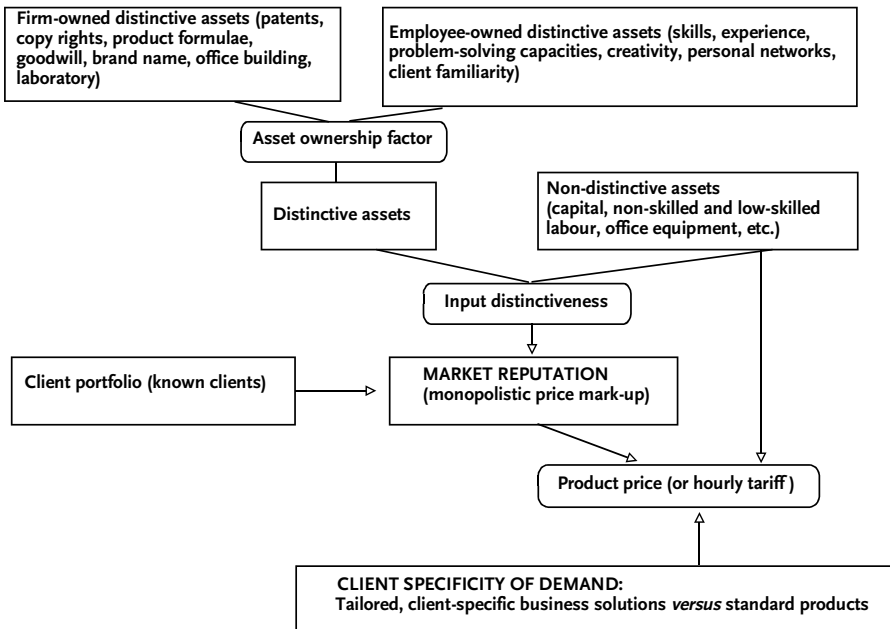 Firm-owned distinctive assets (patents,
copy rights, product formulae,
goodwill, brand name, office building,
laboratory)
Employee-owned distinctive assets (skills, experience,
problem-solving capacities, creativity, personal networks,
client familiarity)
Asset ownership factor
Distinctive assets
Non-distinctive assets
(capital, non-skilled and low-skilled
labour, office equipment, etc.)
Input distinctiveness
Client portfolio (known clients)
MARKET REPUTATION
(monopolistic price mark-up)
Product price (or hourly tariff )
CLIENT SPECIFICITY OF DEMAND:
Tailored, client-specific business solutions versus standard products